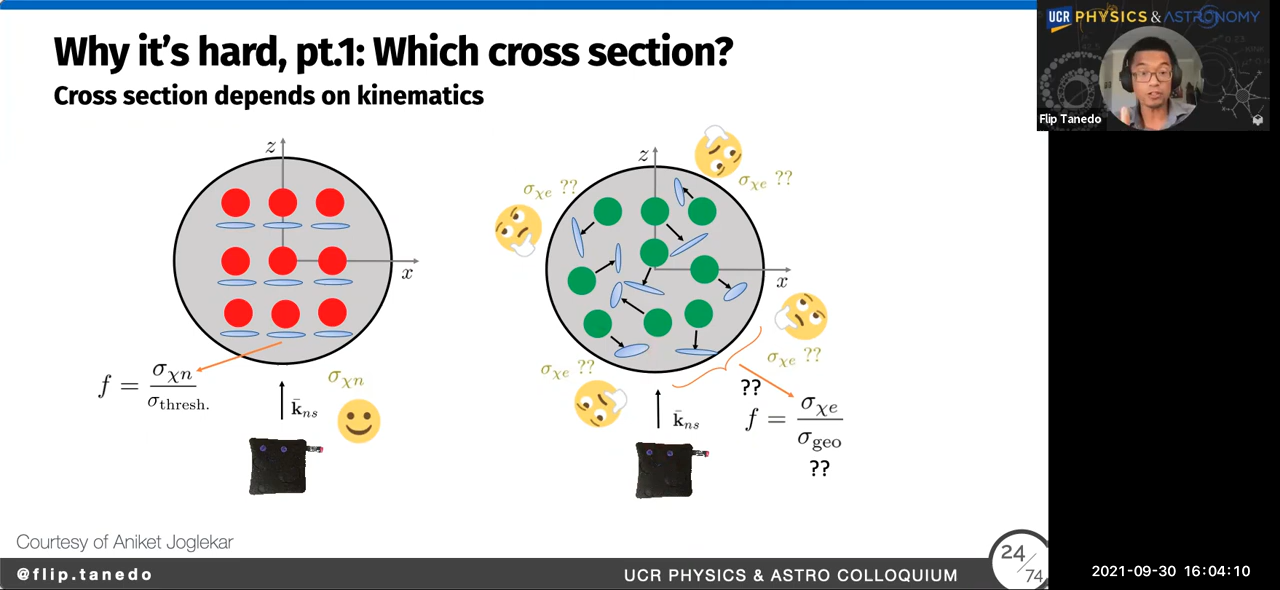 Why it's hard, pt.1: Which cross section?
Cross section depends on kinematics
UCR PHYSICS & ASTRONOMY
Flip Tanedo
z
x
f = σχn / σthresh.
σχn
k̄ns
z
x
σχe ??
σχe ??
σχe ??
σχe ??
k̄ns
??
f = σχe / σgeo
??
Courtesy of Aniket Joglekar
@flip.tanedo
UCR PHYSICS & ASTRO COLLOQUIUM
24/74
2021-09-30 16:04:10